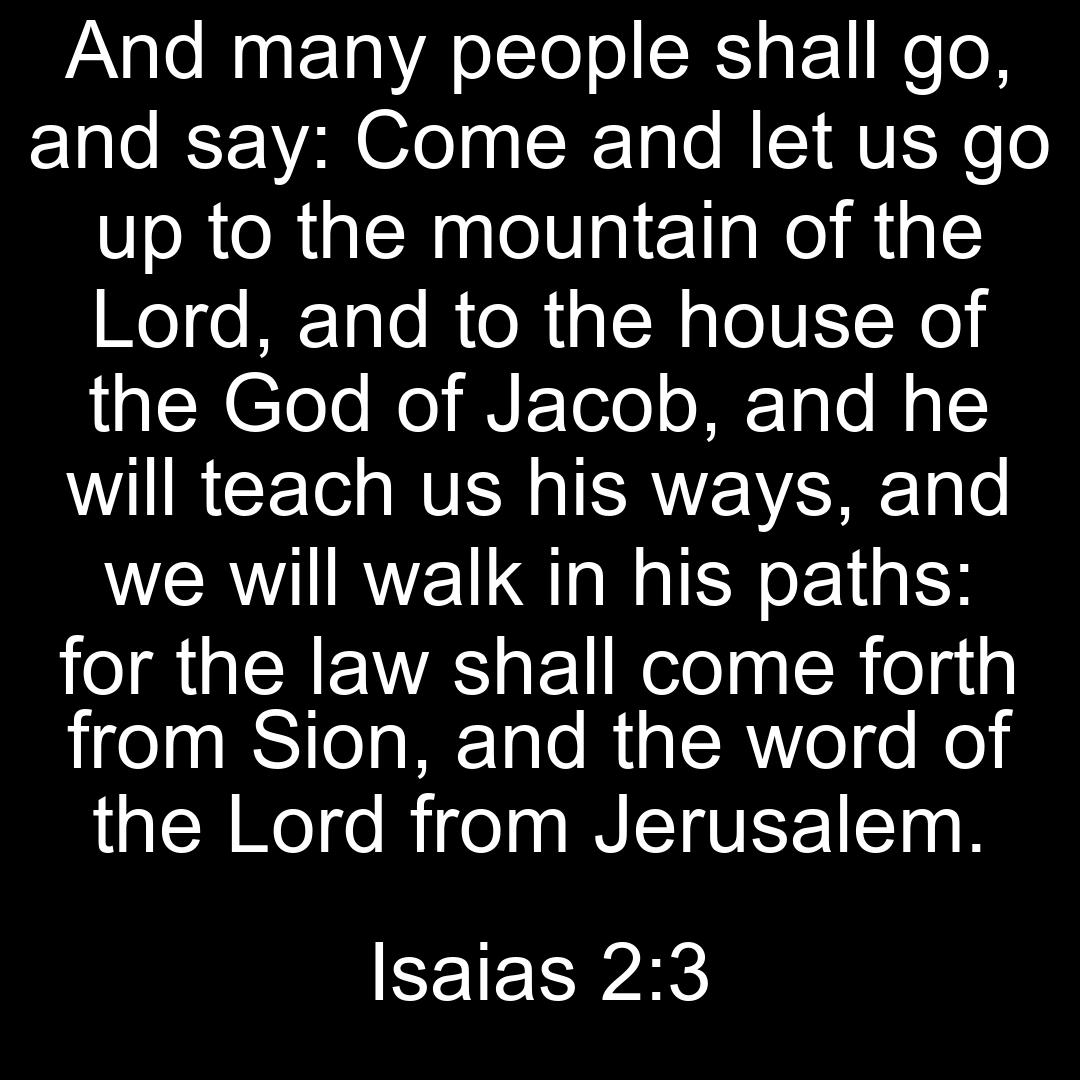 And many people shall go,
and say: Come and let us go
up to the mountain of the
Lord, and to the house of
the God of Jacob, and he
will teach us his ways, and
we will walk in his paths:
for the law shall come forth
from Sion, and the word of
the Lord from Jerusalem.
Isaias 2:3